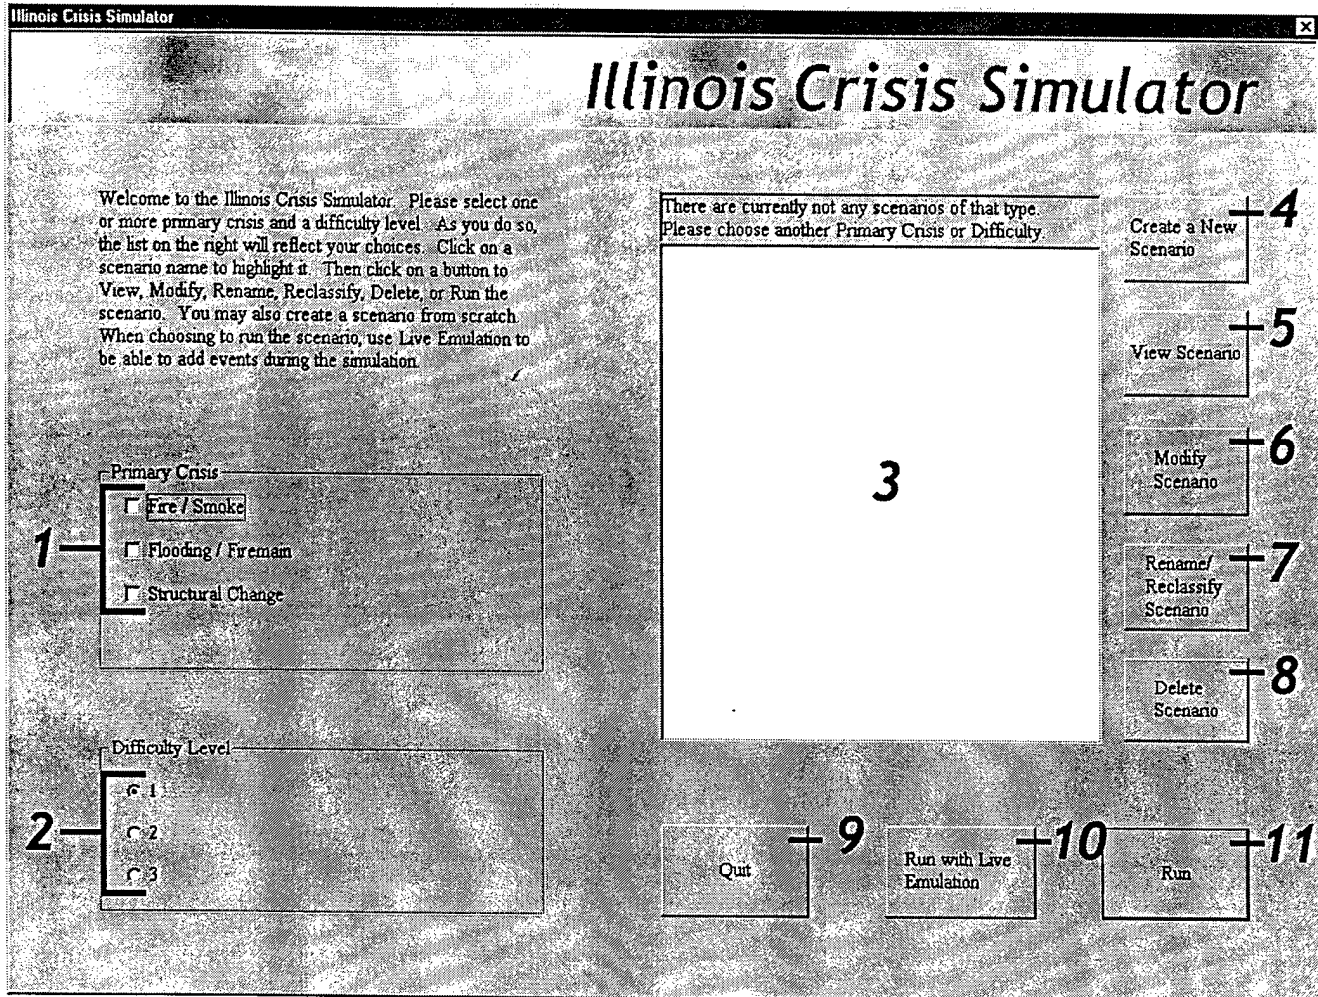 Illinois Crisis Simulator
Illinois Crisis Simulator
Welcome to the Illinois Crisis Simulator. Please select one
or more primary crisis and a difficulty level. As you do so,
the list on the right will reflect your choices. Click on a
scenario name to highlight it. Then click on a button to
View, Modify, Rename, Reclassify, Delete, or Run the
scenario. You may also create a scenario from scratch.
When choosing to run the scenario, use Live Emulation to
be able to add events during the simulation.
Primary Crisis
1
Fire / Smoke
Flooding / Firemain
Structural Change
Difficulty Level
2
1
2
3
There are currently not any scenarios of that type.
Please choose another Primary Crisis or Difficulty.
3
Create a New
Scenario
4
View Scenario
5
Modify
Scenario
6
Rename/
Reclassify
Scenario
7
Delete
Scenario
8
Quit
9
Run with Live
Emulation
10
Run
11